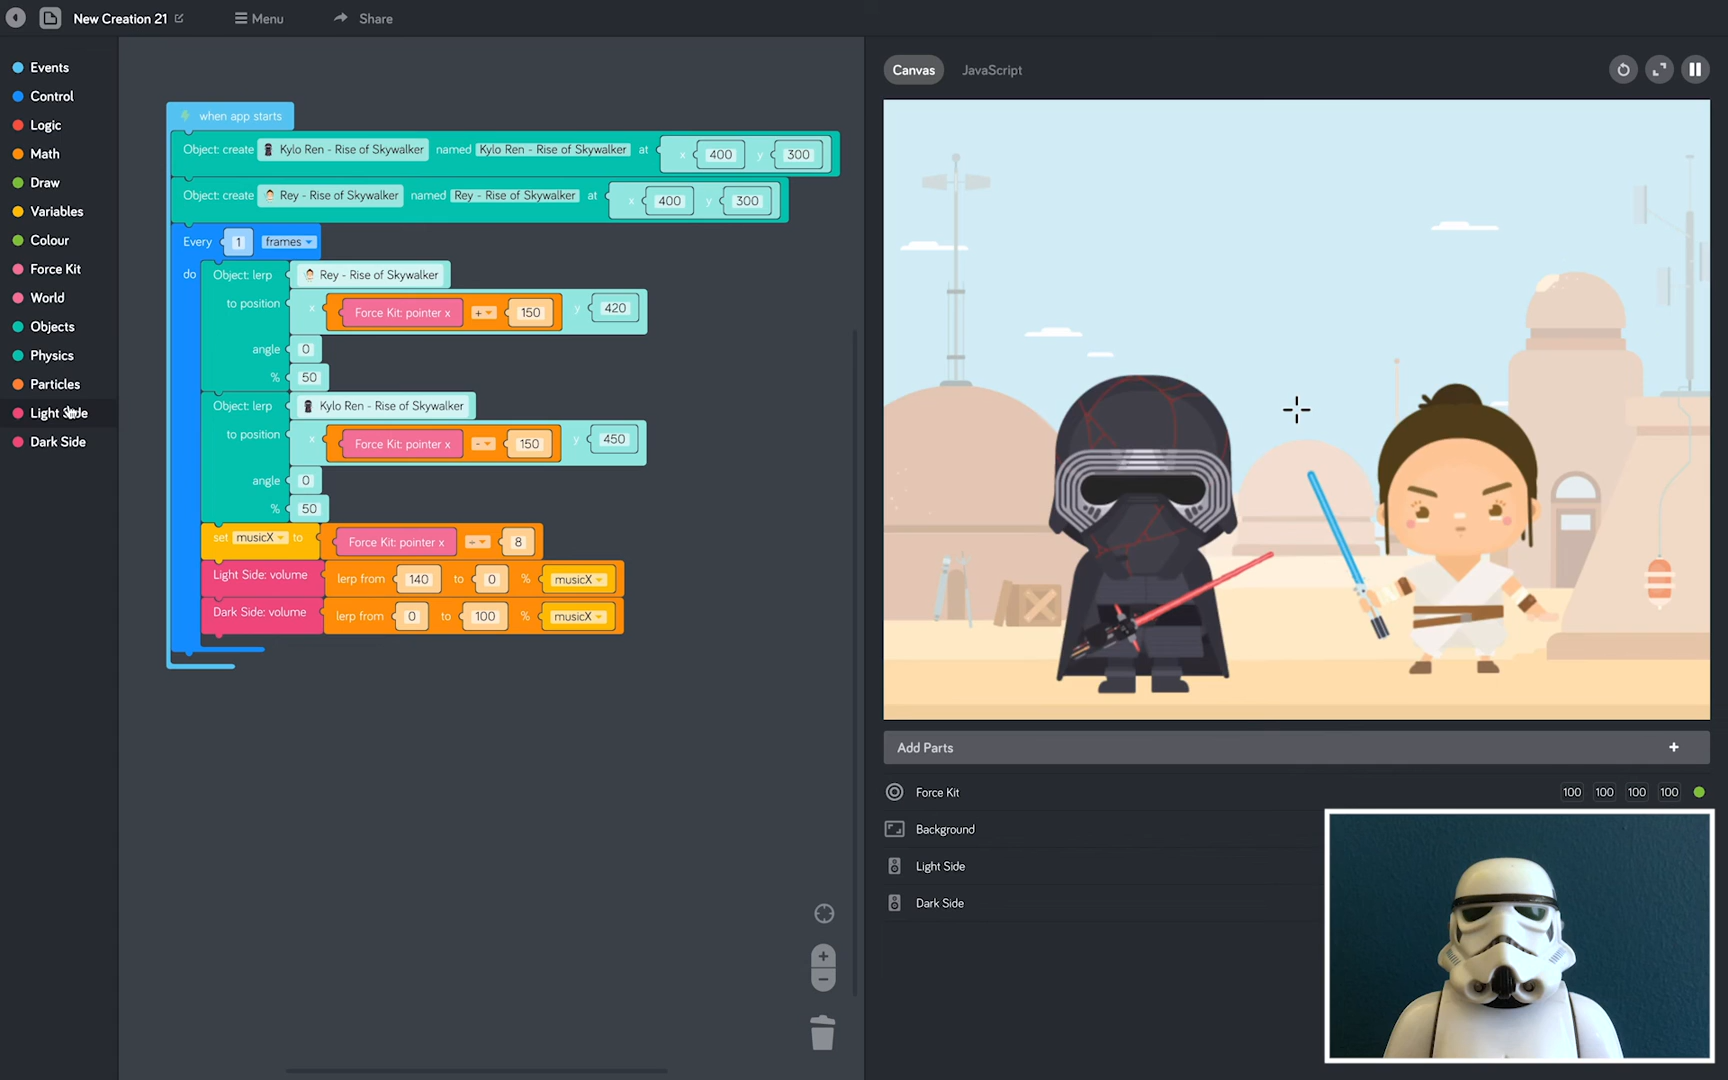 New Creation 21
Menu
Share
Events
Control
Logic
Math
Draw
Variables
Colour
Force Kit
World
Objects
Physics
Particles
Light Side
Dark Side
when app starts
Object: create Kylo Ren - Rise of Skywalker named Kylo Ren - Rise of Skywalker at x 400 y 300
Object: create Rey - Rise of Skywalker named Rey - Rise of Skywalker at x 400 y 300
Every 1 frames
do Object: lerp Rey - Rise of Skywalker
to position x Force Kit: pointer x + 150 y 420
angle 0
% 50
Object: lerp Kylo Ren - Rise of Skywalker
to position x Force Kit: pointer x - 150 y 450
angle 0
% 50
set musicX to Force Kit: pointer x ÷ 8
Light Side: volume lerp from 140 to 0 % musicX
Dark Side: volume lerp from 0 to 100 % musicX
Canvas
JavaScript
Add Parts +
Force Kit 100 100 100 100
Background
Light Side
Dark Side